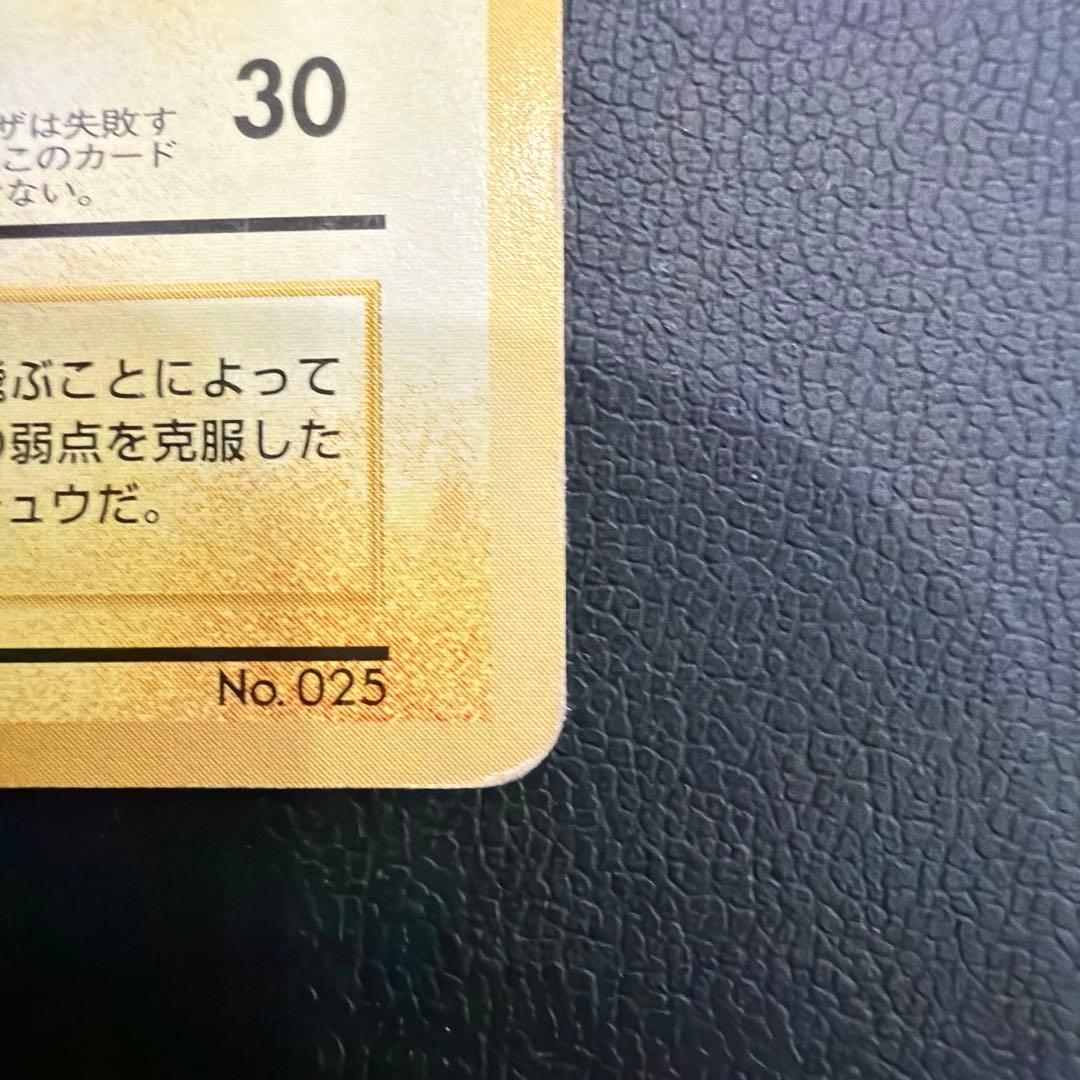 30
ザは失敗す
このカード
ない。
ぶことによって
弱点を克服した
ュウだ。
No. 025